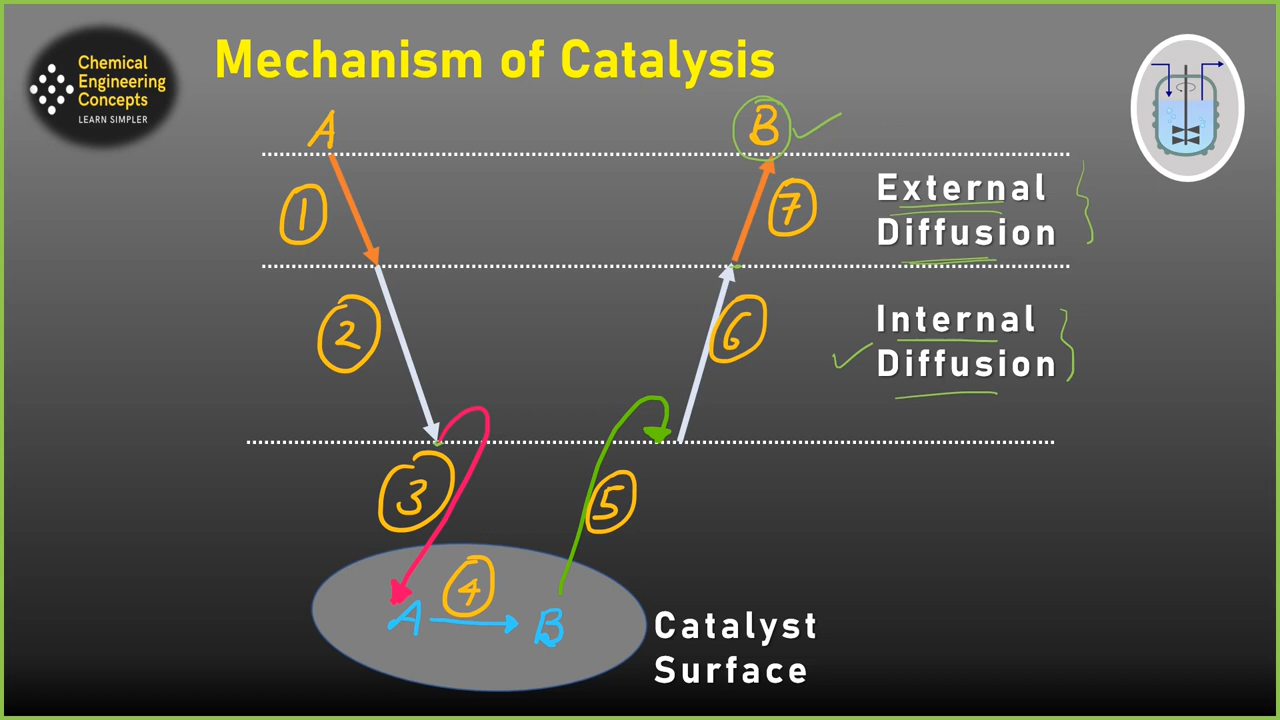 Chemical
Engineering
Concepts
LEARN SIMPLER
Mechanism of Catalysis
A
B
1
7
External
Diffusion
2
6
Internal
Diffusion
3
5
4
A
B
Catalyst
Surface